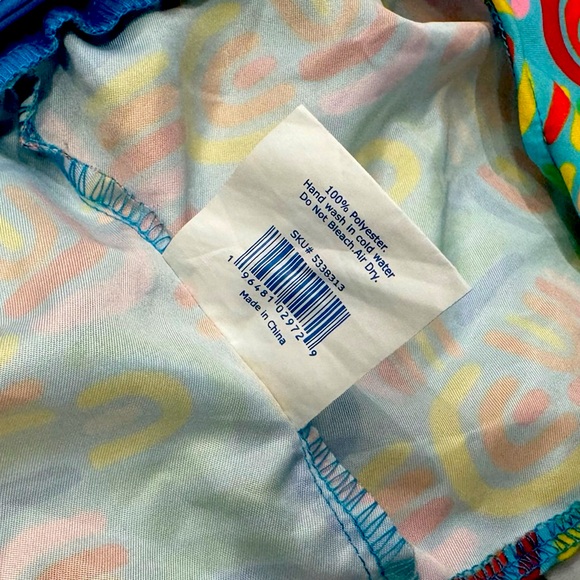 100% Polyester.
Hand wash in cold water
Do Not Bleach.Air Dry.
SKU# 5338313
1 96481 02972 9
Made in China